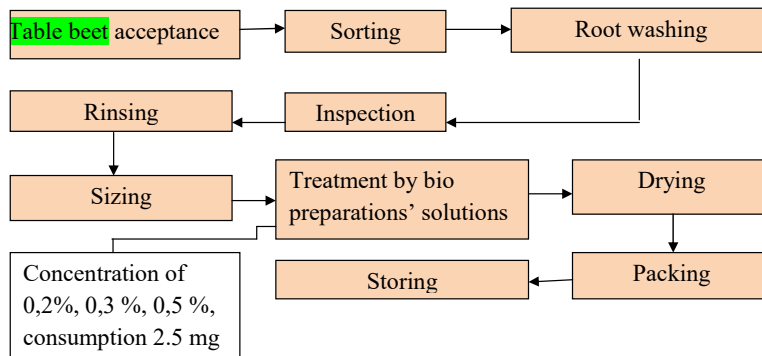 Table beet acceptance
Sorting
Root washing
Inspection
Rinsing
Sizing
Treatment by bio
preparations’ solutions
Drying
Packing
Storing
Concentration of
0,2%, 0,3 %, 0,5 %,
consumption 2.5 mg